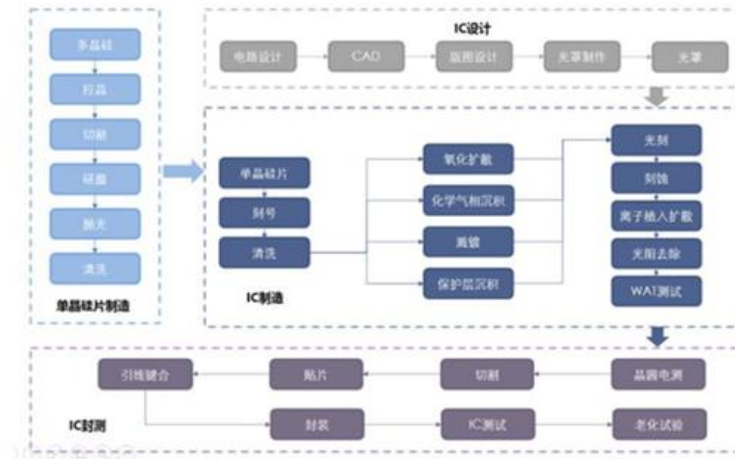 IC设计
电路设计
CAD
版图设计
光罩制作
光罩
多晶硅
拉晶
切割
研磨
抛光
清洗
单晶硅片制造
单晶硅片
刻号
清洗
氧化扩散
化学气相沉积
溅镀
保护层沉积
光刻
刻蚀
离子植入扩散
光阻去除
WAT测试
IC制造
引线键合
贴片
切割
晶圆电测
封装
IC测试
老化试验
IC封测